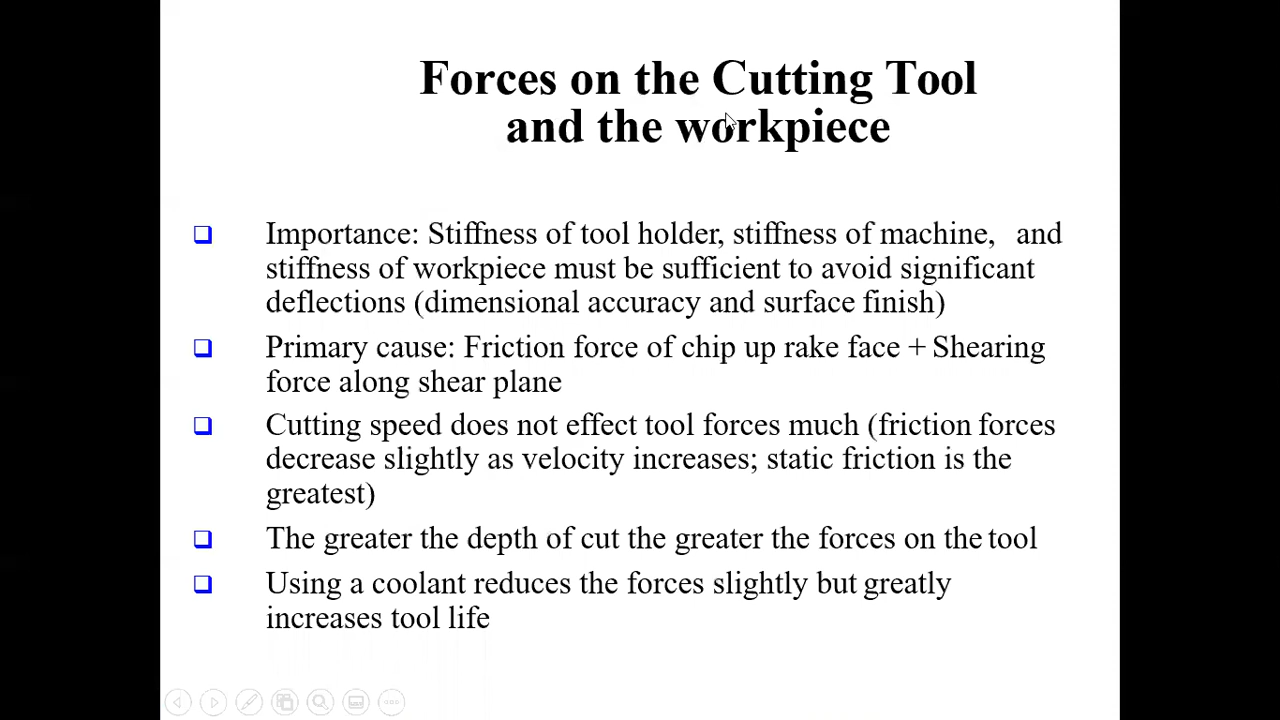 Forces on the Cutting Tool
and the workpiece
Importance: Stiffness of tool holder, stiffness of machine, and
stiffness of workpiece must be sufficient to avoid significant
deflections (dimensional accuracy and surface finish)
Primary cause: Friction force of chip up rake face + Shearing
force along shear plane
Cutting speed does not effect tool forces much (friction forces
decrease slightly as velocity increases; static friction is the
greatest)
The greater the depth of cut the greater the forces on the tool
Using a coolant reduces the forces slightly but greatly
increases tool life